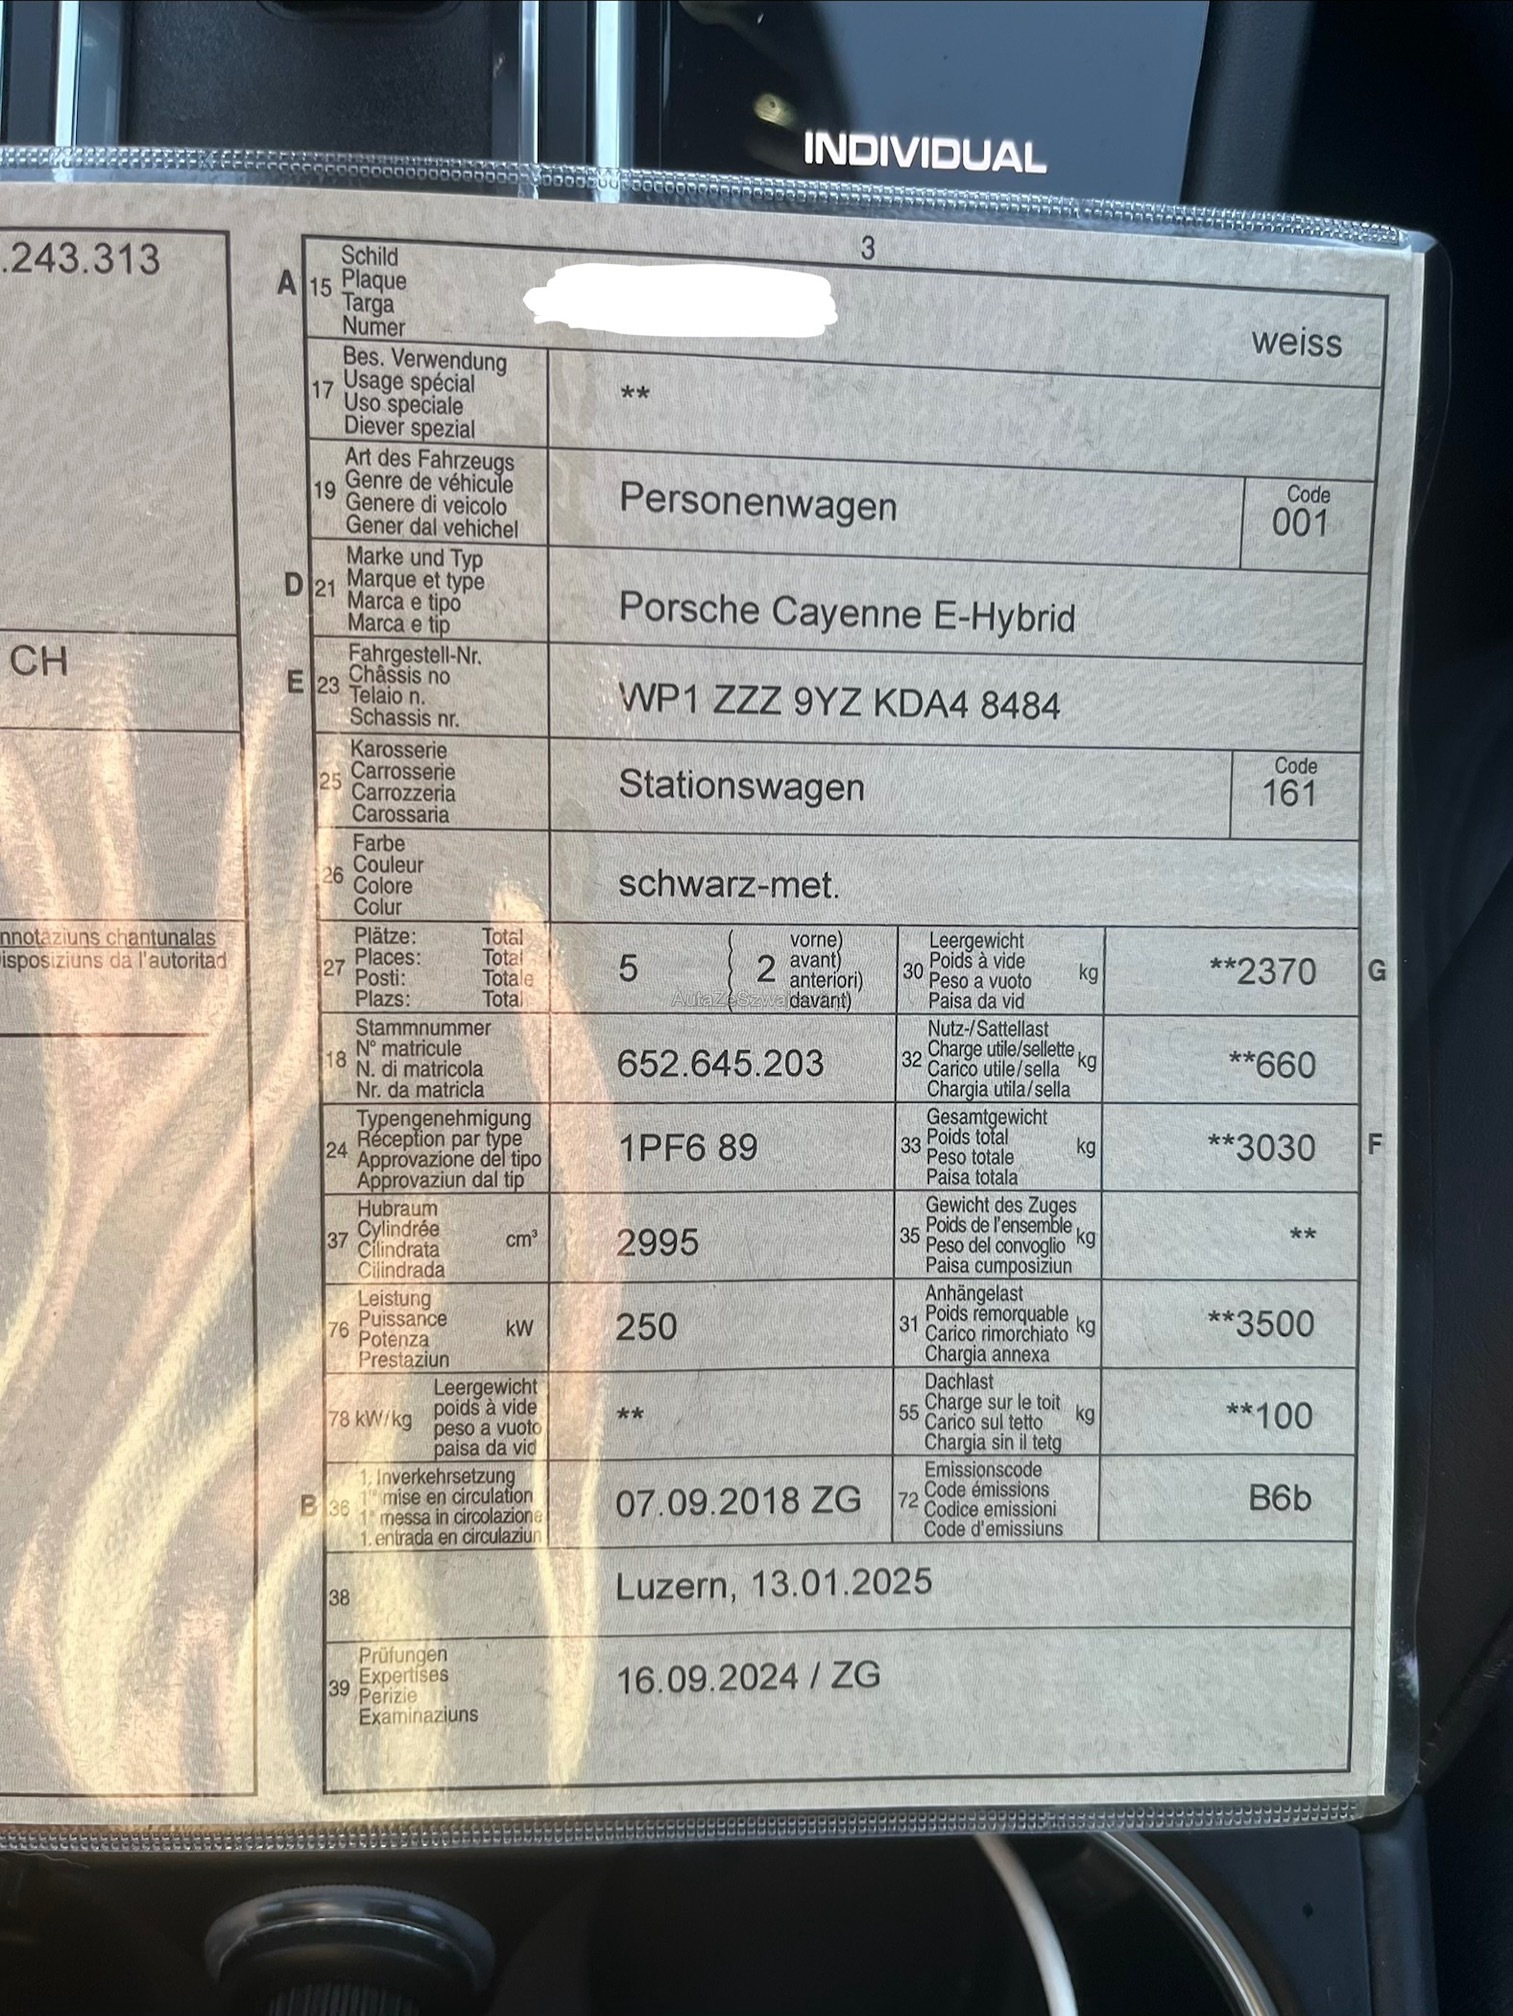 INDIVIDUAL
.243.313
CH
nnotaziuns chantunalas
isposiziuns da l'autoritad
3
A 15 Schild
Plaque
Targa
Numer
weiss
17 Bes. Verwendung
Usage spécial
Uso speciale
Diever spezial
**
19 Art des Fahrzeugs
Genre de véhicule
Genere di veicolo
Gener dal vehichel
Personenwagen
Code
001
D 21 Marke und Typ
Marque et type
Marca e tipo
Marca e tip
Porsche Cayenne E-Hybrid
E 23 Fahrgestell-Nr.
Châssis no
Telaio n.
Schassis nr.
WP1 ZZZ 9YZ KDA4 8484
25 Karosserie
Carrosserie
Carrozzeria
Carossaria
Stationswagen
Code
161
26 Farbe
Couleur
Colore
Colur
schwarz-met.
27 Plätze: Total
Places: Total
Posti: Totale
Plazs: Total
5 ( 2 vorne)
avant)
anteriori)
davant)
30 Leergewicht
Poids à vide
Peso a vuoto
Paisa da vid
kg
**2370 G
18 Stammnummer
N° matricule
N. di matricola
Nr. da matricla
652.645.203
32 Nutz-/Sattellast
Charge utile/sellette
Carico utile/sella
Chargia utila/sella
kg
**660
24 Typengenehmigung
Réception par type
Approvazione del tipo
Approvaziun dal tip
1PF6 89
33 Gesamtgewicht
Poids total
Peso totale
Paisa totala
kg
**3030 F
37 Hubraum
Cylindrée
Cilindrata
Cilindrada
cm³
2995
35 Gewicht des Zuges
Poids de l'ensemble
Peso del convoglio
Paisa cumposiziun
kg
**
76 Leistung
Puissance
Potenza
Prestaziun
kW
250
31 Anhängelast
Poids remorquable
Carico rimorchiato
Chargia annexa
kg
**3500
78 kW/kg Leergewicht
poids à vide
peso a vuoto
paisa da vid
**
55 Dachlast
Charge sur le toit
Carico sul tetto
Chargia sin il tetg
kg
**100
B 36 1. Inverkehrsetzung
1re mise en circulation
1a messa in circolazione
1. entrada en circulaziun
07.09.2018 ZG
72 Emissionscode
Code émissions
Codice emissioni
Code d'emissiuns
B6b
38 Luzern, 13.01.2025
39 Prüfungen
Expertises
Perizie
Examinaziuns
16.09.2024 / ZG